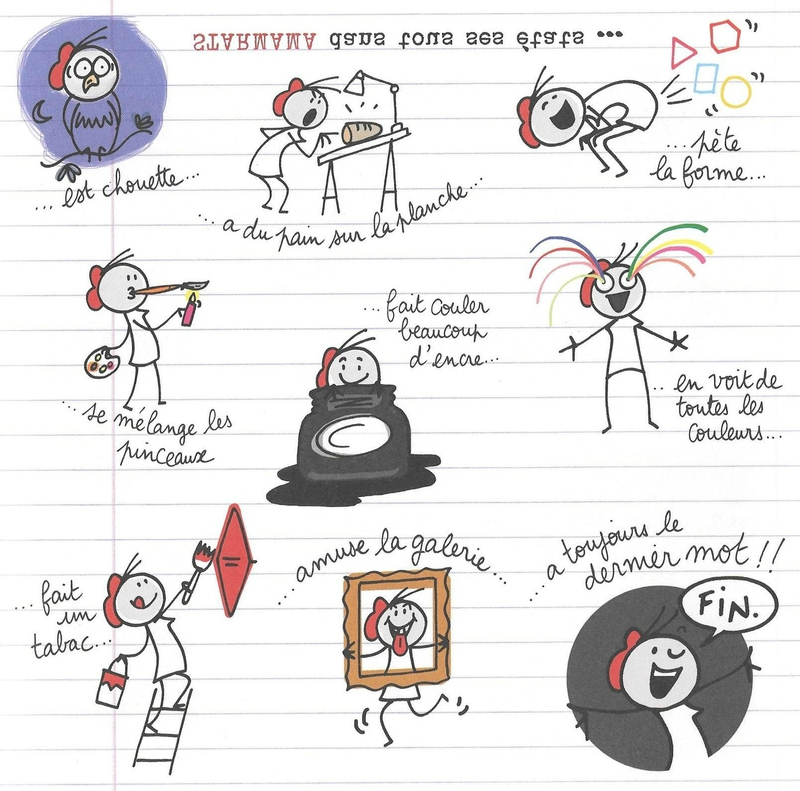 STARMAMA dans tous ses états ...
... est chouette...
... a du pain sur la planche...
... pète
la forme...
... se mélange les
pinceaux
... fait couler
beaucoup
d'encre...
.. en voit de
toutes les
couleurs...
... fait
un
tabac...
... amuse la galerie...
... a toujours le
dernier mot !!
FiN.